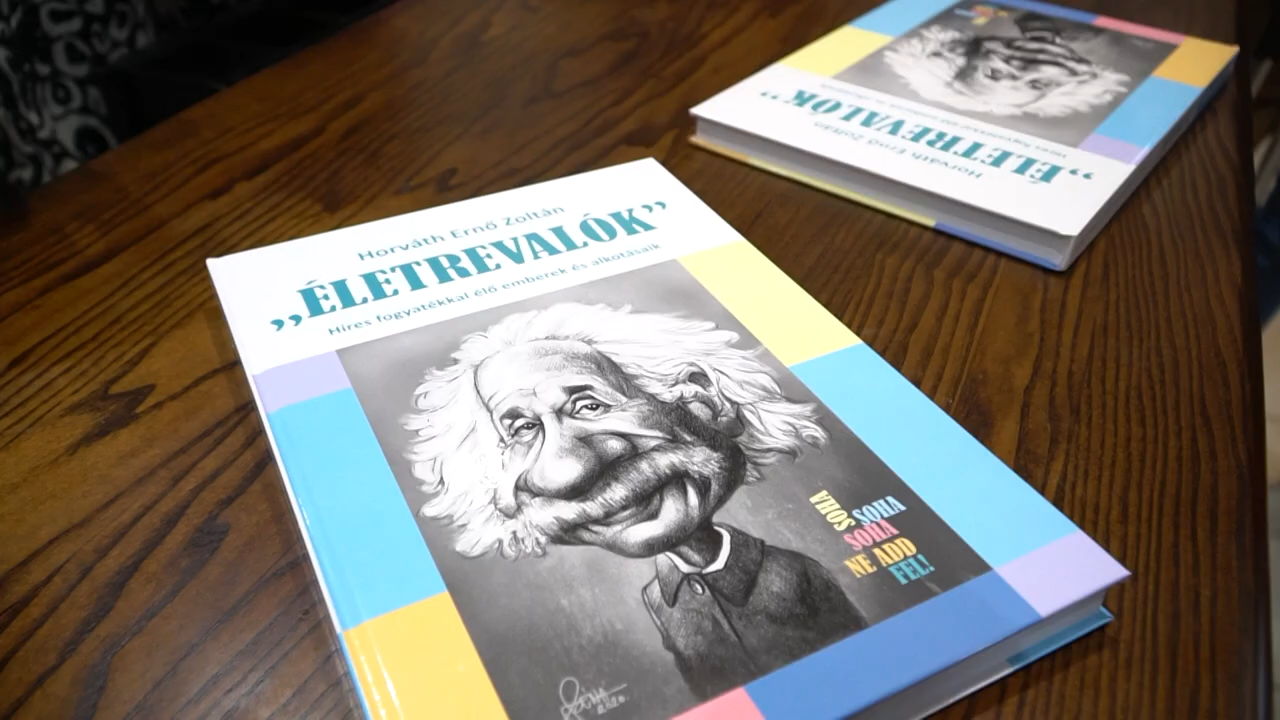 Horváth Ernő Zoltán
„ÉLETREVALÓK”
Híres fogyatékkal élő emberek és alkotásaik
SOHA
SOHA
SOHA
NE ADD
FEL!
2020.
Horváth Ernő Zoltán
„ÉLETREVALÓK”